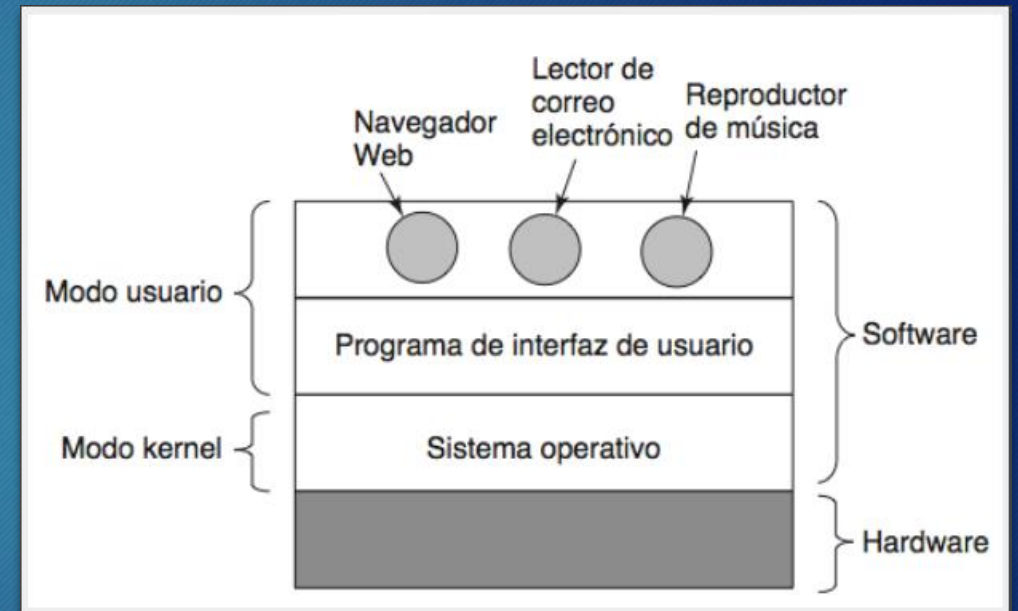 Navegador
Web
Lector de
correo
electrónico
Reproductor
de música
Modo usuario
Programa de interfaz de usuario
Software
Modo kernel
Sistema operativo
Hardware